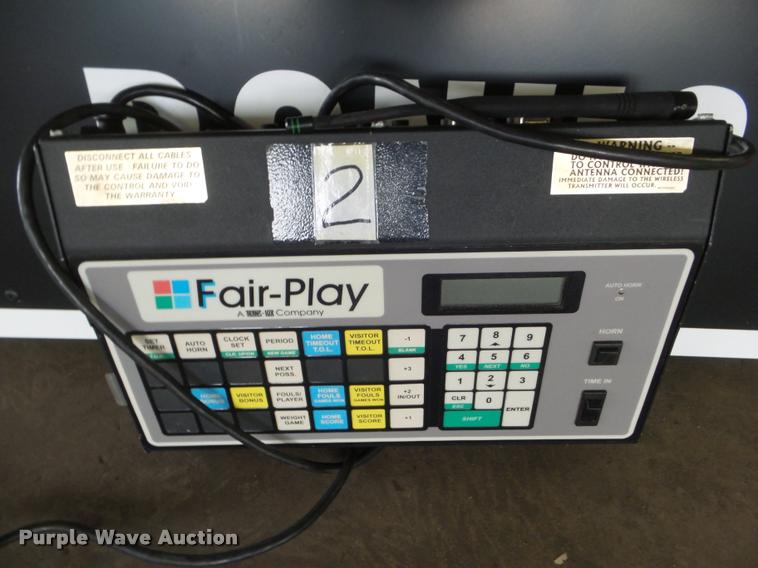 DISCONNECT ALL CABLES
AFTER USE - FAILURE TO DO
SO MAY CAUSE DAMAGE TO
THE CONTROL AND VOID
THE WARRANTY
2
WARNING --
TO CONTROL
ANTENNA CONNECTED!
IMMEDIATE DAMAGE TO THE WIRELESS
TRANSMITTER WILL OCCUR.
Fair-Play
A Company
AUTO HORN
ON
HORN
TIME IN
SET
TIMER
AUTO
HORN
CLOCK
SET
CLK UP/DN
PERIOD
NEW GAME
HOME
TIMEOUT
T.O.L.
VISITOR
TIMEOUT
T.O.L.
-1
BLANK
NEXT
POSS.
+3
HOME
BONUS
VISITOR
BONUS
FOULS/
PLAYER
HOME
FOULS
GAMES WON
VISITOR
FOULS
GAMES WON
+2
IN/OUT
WEIGHT
GAME
HOME
SCORE
VISITOR
SCORE
+1
7 8 9
4 5 6
YES NEXT NO
1 2 3
CLR
ESC
0
ENTER
SHIFT
Purple Wave Auction